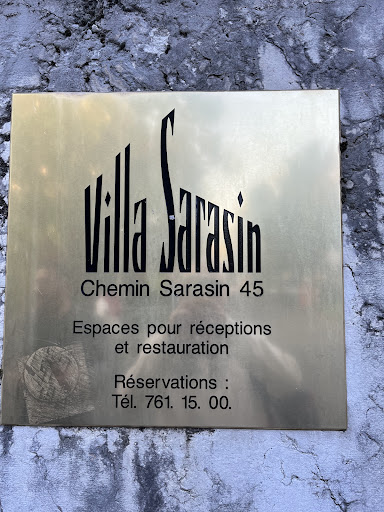 Villa Sarasin
Chemin Sarasin 45
Espaces pour réceptions
et restauration
Réservations :
Tél. 761. 15. 00.